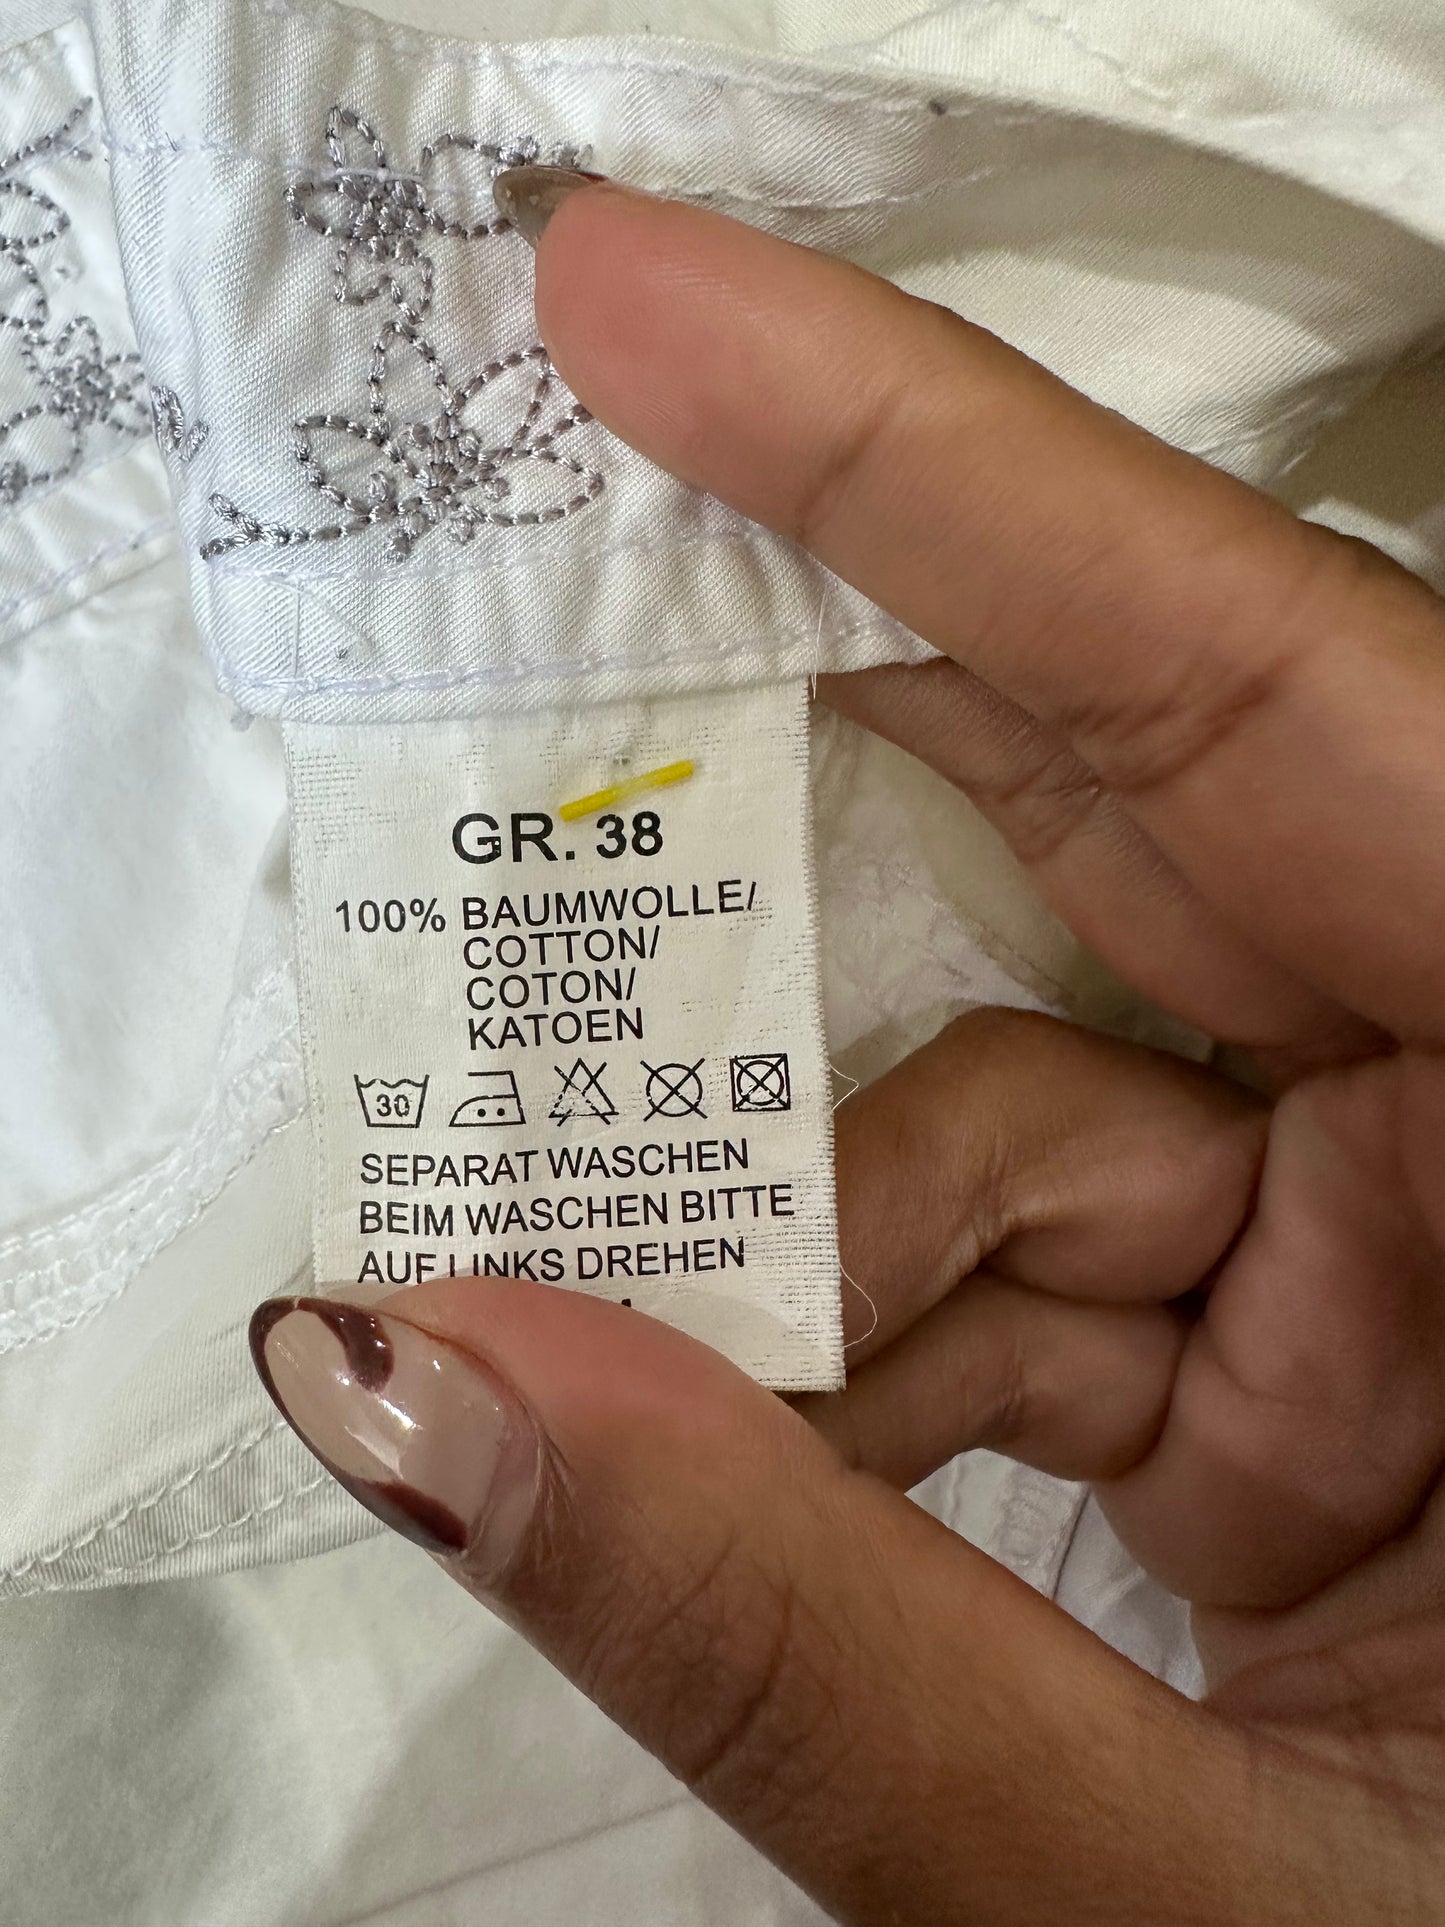 GR. 38
100% BAUMWOLLE/
COTTON/
COTON/
KATOEN
30
SEPARAT WASCHEN
BEIM WASCHEN BITTE
AUF LINKS DREHEN